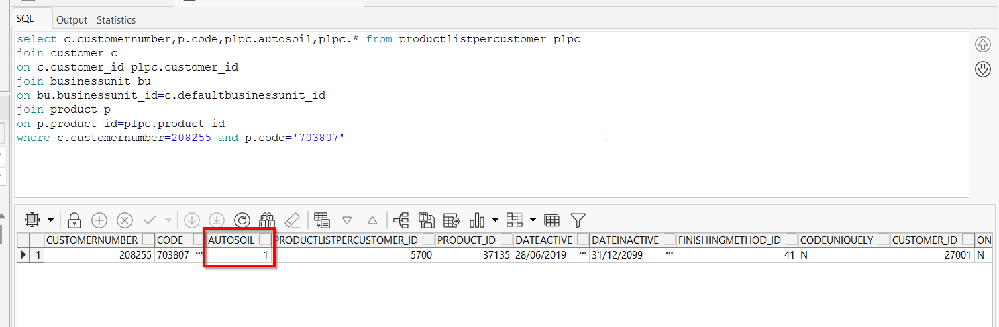 SQL Output Statistics
select c.customernumber,p.code,plpc.autosoil,plpc.* from productlistpercustomer plpc
join customer c
on c.customer_id=plpc.customer_id
join businessunit bu
on bu.businessunit_id=c.defaultbusinessunit_id
join product p
on p.product_id=plpc.product_id
where c.customernumber=208255 and p.code='703807'
CUSTOMERNUMBER CODE AUTOSOIL PRODUCTLISTPERCUSTOMER_ID PRODUCT_ID DATEACTIVE DATEINACTIVE FINISHINGMETHOD_ID CODEUNIQUELY CUSTOMER_ID ON
1 208255 703807 ... 1 5700 37135 28/06/2019 ... 31/12/2099 ... 41 N 27001 N